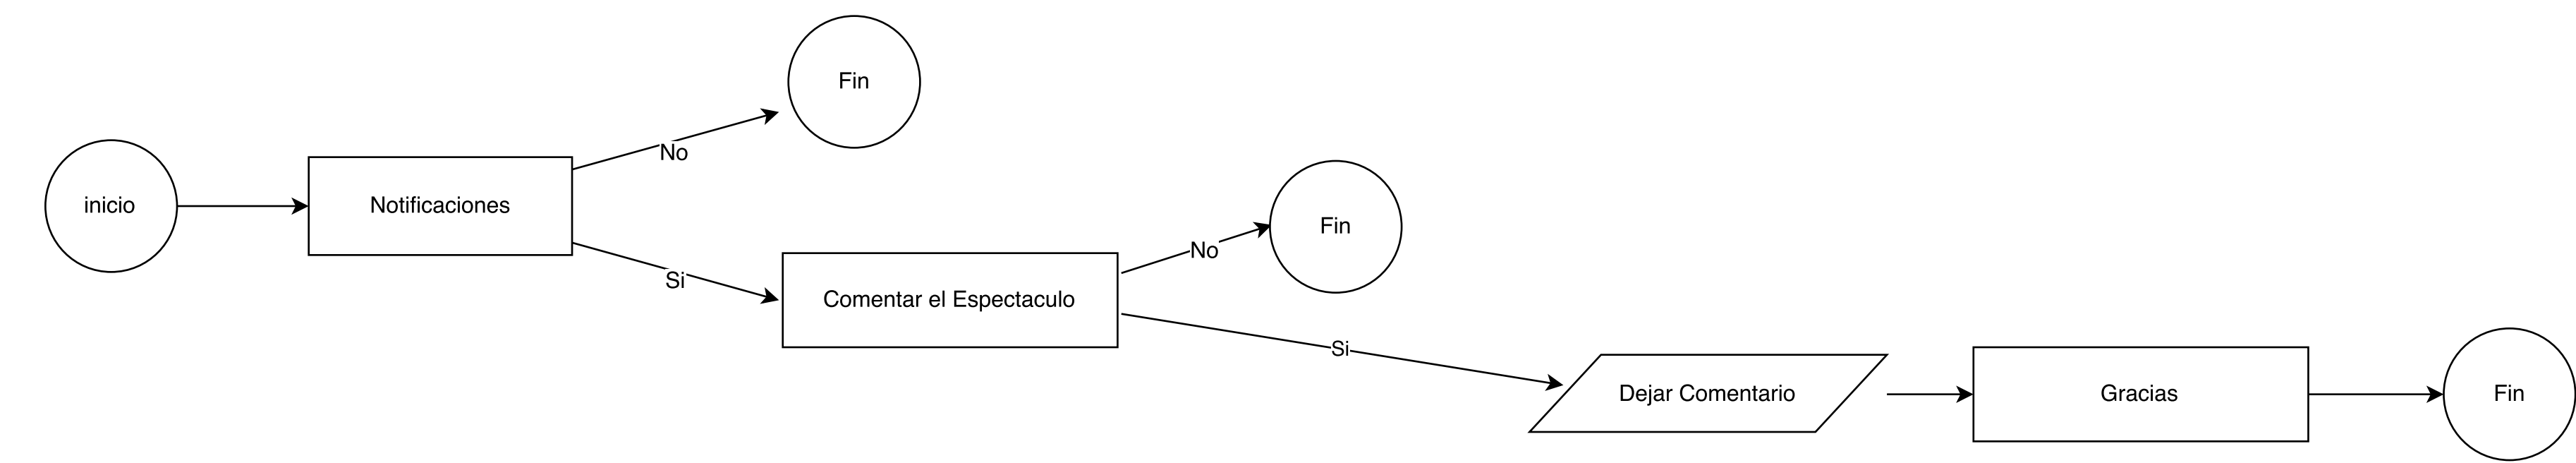 inicio
Notificaciones
No
Fin
Si
Comentar el Espectaculo
No
Fin
Si
Dejar Comentario
Gracias
Fin